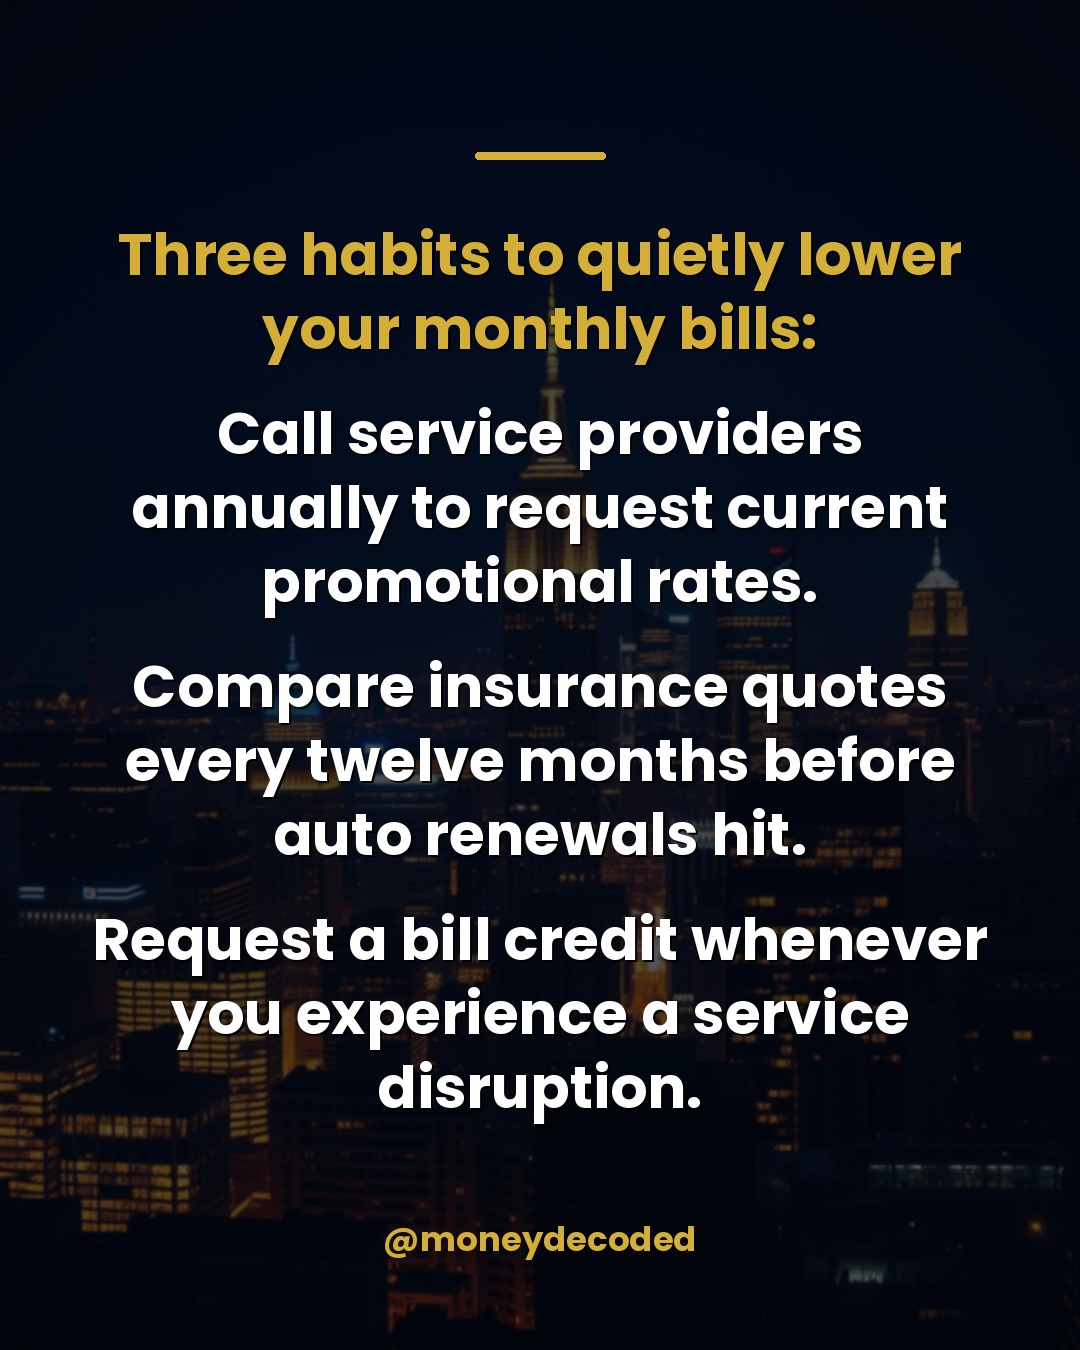 Three habits to quietly lower
your monthly bills:
Call service providers
annually to request current
promotional rates.
Compare insurance quotes
every twelve months before
auto renewals hit.
Request a bill credit whenever
you experience a service
disruption.
@moneydecoded